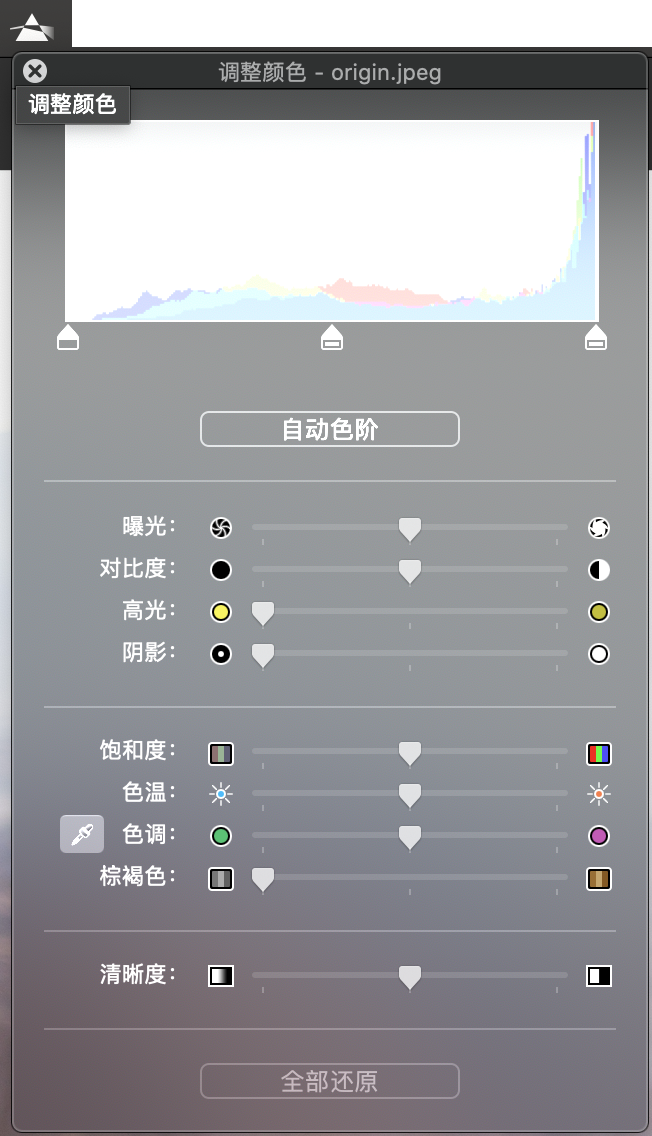 调整颜色 - origin.jpeg
调整颜色
自动色阶
曝光：
对比度：
高光：
阴影：
饱和度：
色温：
色调：
棕褐色：
清晰度：
全部还原